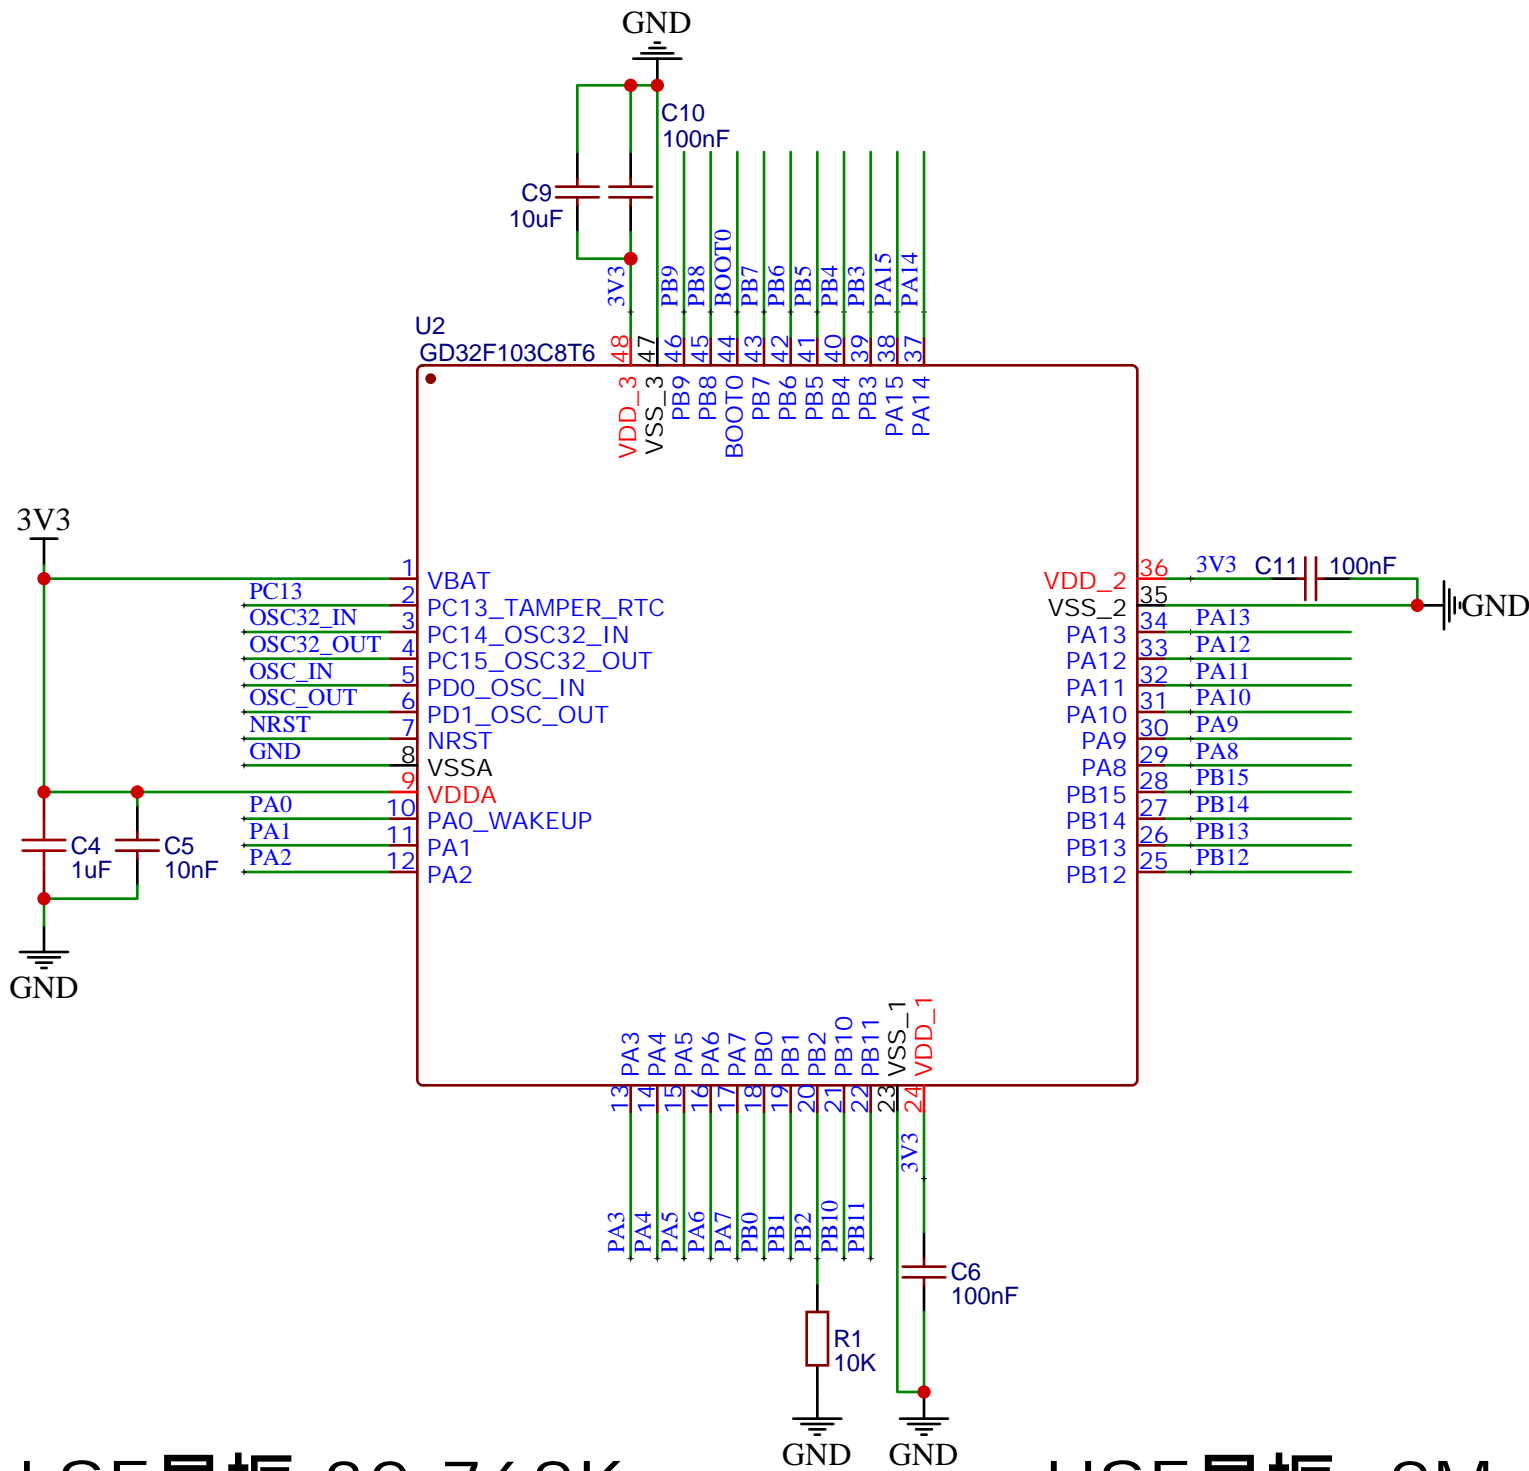 GND
C10
100nF
C9
10uF
3V3
PB9
PB8
BOOT0
PB7
PB6
PB5
PB4
PB3
PA15
PA14
U2
GD32F103C8T6
48
47
46
45
44
43
42
41
40
39
38
37
VDD_3
VSS_3
PB9
PB8
BOOT0
PB7
PB6
PB5
PB4
PB3
PA15
PA14
3V3
1
VBAT
PC13
2
PC13_TAMPER_RTC
OSC32_IN
3
PC14_OSC32_IN
OSC32_OUT
4
PC15_OSC32_OUT
OSC_IN
5
PD0_OSC_IN
OSC_OUT
6
PD1_OSC_OUT
NRST
7
NRST
GND
8
VSSA
9
VDDA
PA0
10
PA0_WAKEUP
PA1
11
PA1
PA2
12
PA2
C4
1uF
C5
10nF
GND
VDD_2
36
3V3
C11
100nF
VSS_2
35
GND
PA13
34
PA13
PA12
33
PA12
PA11
32
PA11
PA10
31
PA10
PA9
30
PA9
PA8
29
PA8
PB15
28
PB15
PB14
27
PB14
PB13
26
PB13
PB12
25
PB12
PA3
PA4
PA5
PA6
PA7
PB0
PB1
PB2
PB10
PB11
VSS_1
VDD_1
13
14
15
16
17
18
19
20
21
22
23
24
3V3
PA3
PA4
PA5
PA6
PA7
PB0
PB1
PB2
PB10
PB11
C6
100nF
R1
10K
GND
GND